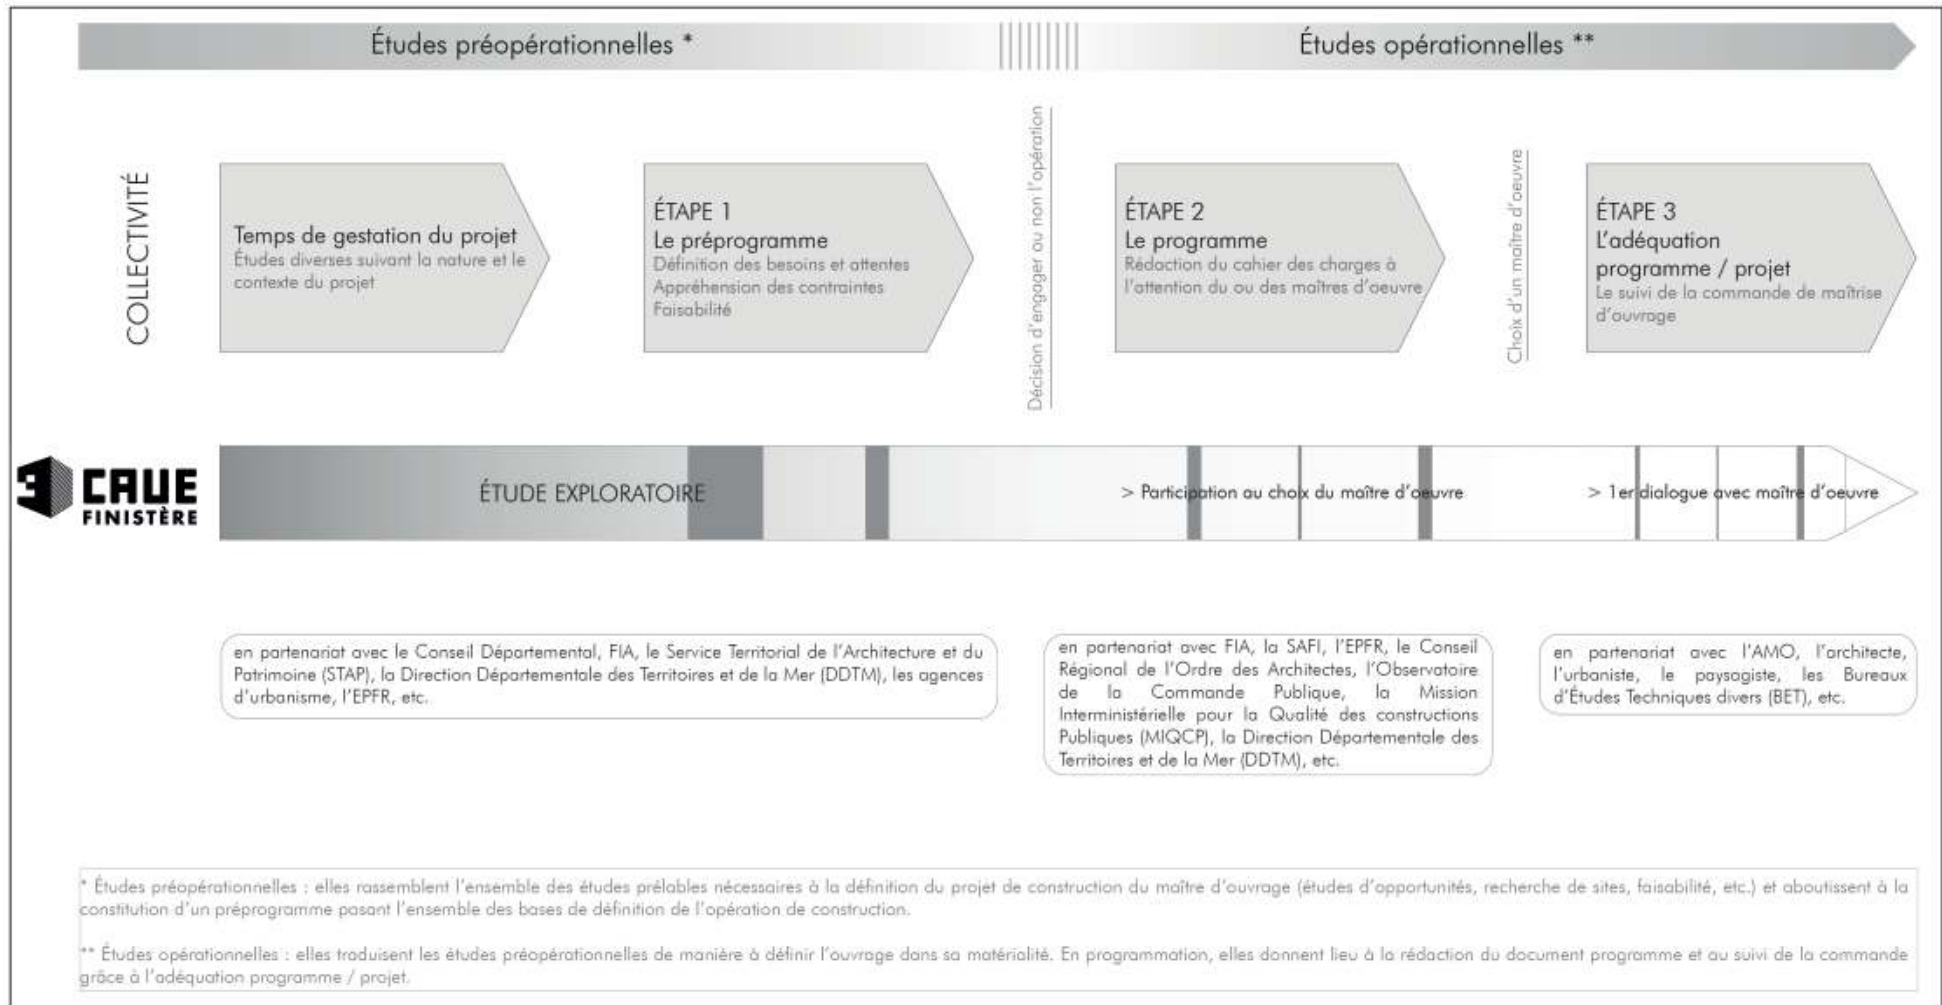 Études préopérationnelles *
Études opérationnelles **
COLLECTIVITÉ
Temps de gestation du projet
Études diverses suivant la nature et le
contexte du projet
ÉTAPE 1
Le préprogramme
Définition des besoins et attentes
Appréhension des contraintes
Faisabilité
Décision d'engager ou non l'opération
ÉTAPE 2
Le programme
Rédaction du cahier des charges à
l'attention du ou des maîtres d'oeuvre
Choix d'un maître d'oeuvre
ÉTAPE 3
L'adéquation
programme / projet
Le suivi de la commande de maîtrise
d'ouvrage
CAUE
FINISTÈRE
ÉTUDE EXPLORATOIRE
> Participation au choix du maître d'oeuvre
> 1er dialogue avec maître d'oeuvre
en partenariat avec le Conseil Départemental, FIA, le Service Territorial de l'Architecture et du
Patrimoine (STAP), la Direction Départementale des Territoires et de la Mer (DDTM), les agences
d'urbanisme, l'EPFR, etc.
en partenariat avec FIA, la SAFI, l'EPFR, le Conseil
Régional de l'Ordre des Architectes, l'Observatoire
de la Commande Publique, la Mission
Interministérielle pour la Qualité des constructions
Publiques (MIQCP), la Direction Départementale des
Territoires et de la Mer (DDTM), etc.
en partenariat avec l'AMO, l'architecte,
l'urbaniste, le paysagiste, les Bureaux
d'Études Techniques divers (BET), etc.
* Études préopérationnelles : elles rassemblent l'ensemble des études prélables nécessaires à la définition du projet de construction du maître d'ouvrage (études d'opportunités, recherche de sites, faisabilité, etc.) et aboutissent à la
constitution d'un préprogramme posant l'ensemble des bases de définition de l'opération de construction.
** Études opérationnelles : elles traduisent les études préopérationnelles de manière à définir l'ouvrage dans sa matérialité. En programmation, elles donnent lieu à la rédaction du document programme et au suivi de la commande
grâce à l'adéquation programme / projet.